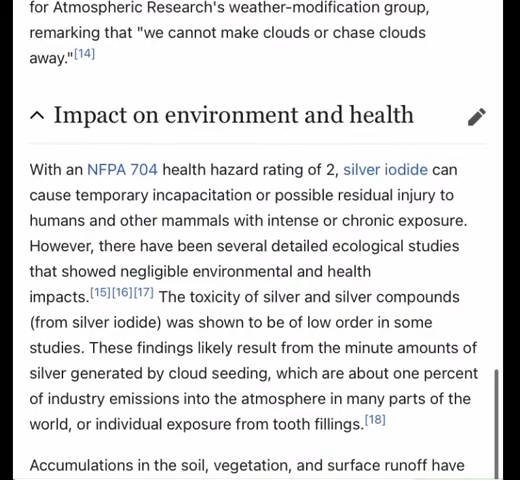 for Atmospheric Research's weather-modification group,
remarking that "we cannot make clouds or chase clouds
away."[14]
Impact on environment and health
With an NFPA 704 health hazard rating of 2, silver iodide can
cause temporary incapacitation or possible residual injury to
humans and other mammals with intense or chronic exposure.
However, there have been several detailed ecological studies
that showed negligible environmental and health
impacts.[15][16][17] The toxicity of silver and silver compounds
(from silver iodide) was shown to be of low order in some
studies. These findings likely result from the minute amounts of
silver generated by cloud seeding, which are about one percent
of industry emissions into the atmosphere in many parts of the
world, or individual exposure from tooth fillings.[18]
Accumulations in the soil, vegetation, and surface runoff have